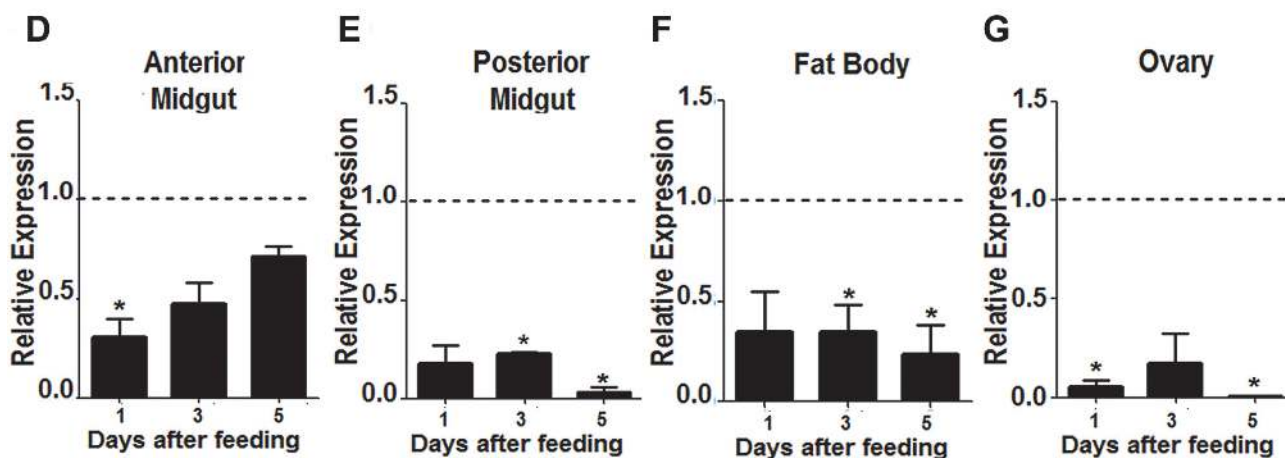 D
Anterior
Midgut
Relative Expression
1.5
1.0
0.5
0.0
*
1 3 5
Days after feeding
E
Posterior
Midgut
Relative Expression
1.5
1.0
0.5
0.0
* *
1 3 5
Days after feeding
F
Fat Body
Relative Expression
1.5
1.0
0.5
0.0
* *
1 3 5
Days after feeding
G
Ovary
Relative Expression
1.5
1.0
0.5
0.0
* *
1 3 5
Days after feeding